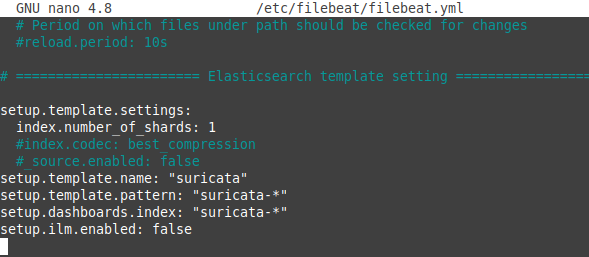 GNU nano 4.8 /etc/filebeat/filebeat.yml
# Period on which files under path should be checked for changes
#reload.period: 10s
# ======================= Elasticsearch template setting =================
setup.template.settings:
index.number_of_shards: 1
#index.codec: best_compression
#_source.enabled: false
setup.template.name: "suricata"
setup.template.pattern: "suricata-*"
setup.dashboards.index: "suricata-*"
setup.ilm.enabled: false